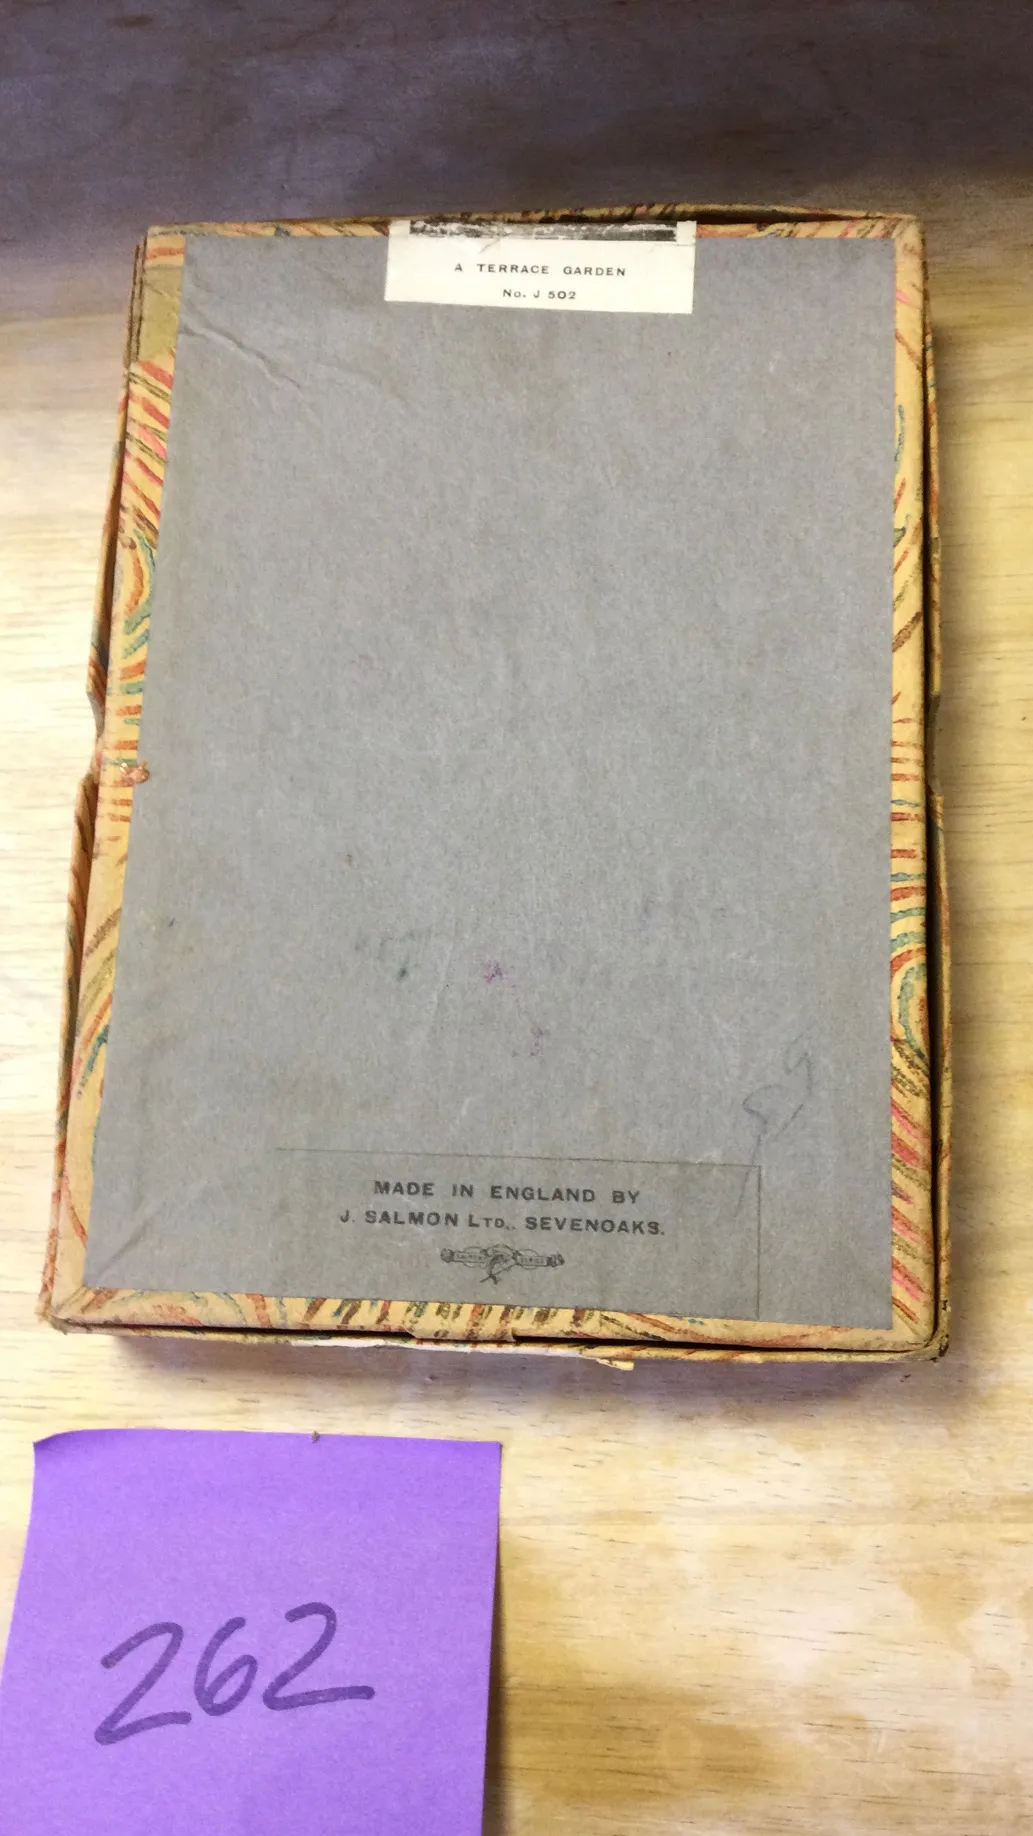 A TERRACE GARDEN
No. J 502
MADE IN ENGLAND BY
J. SALMON LTD., SEVENOAKS.
262